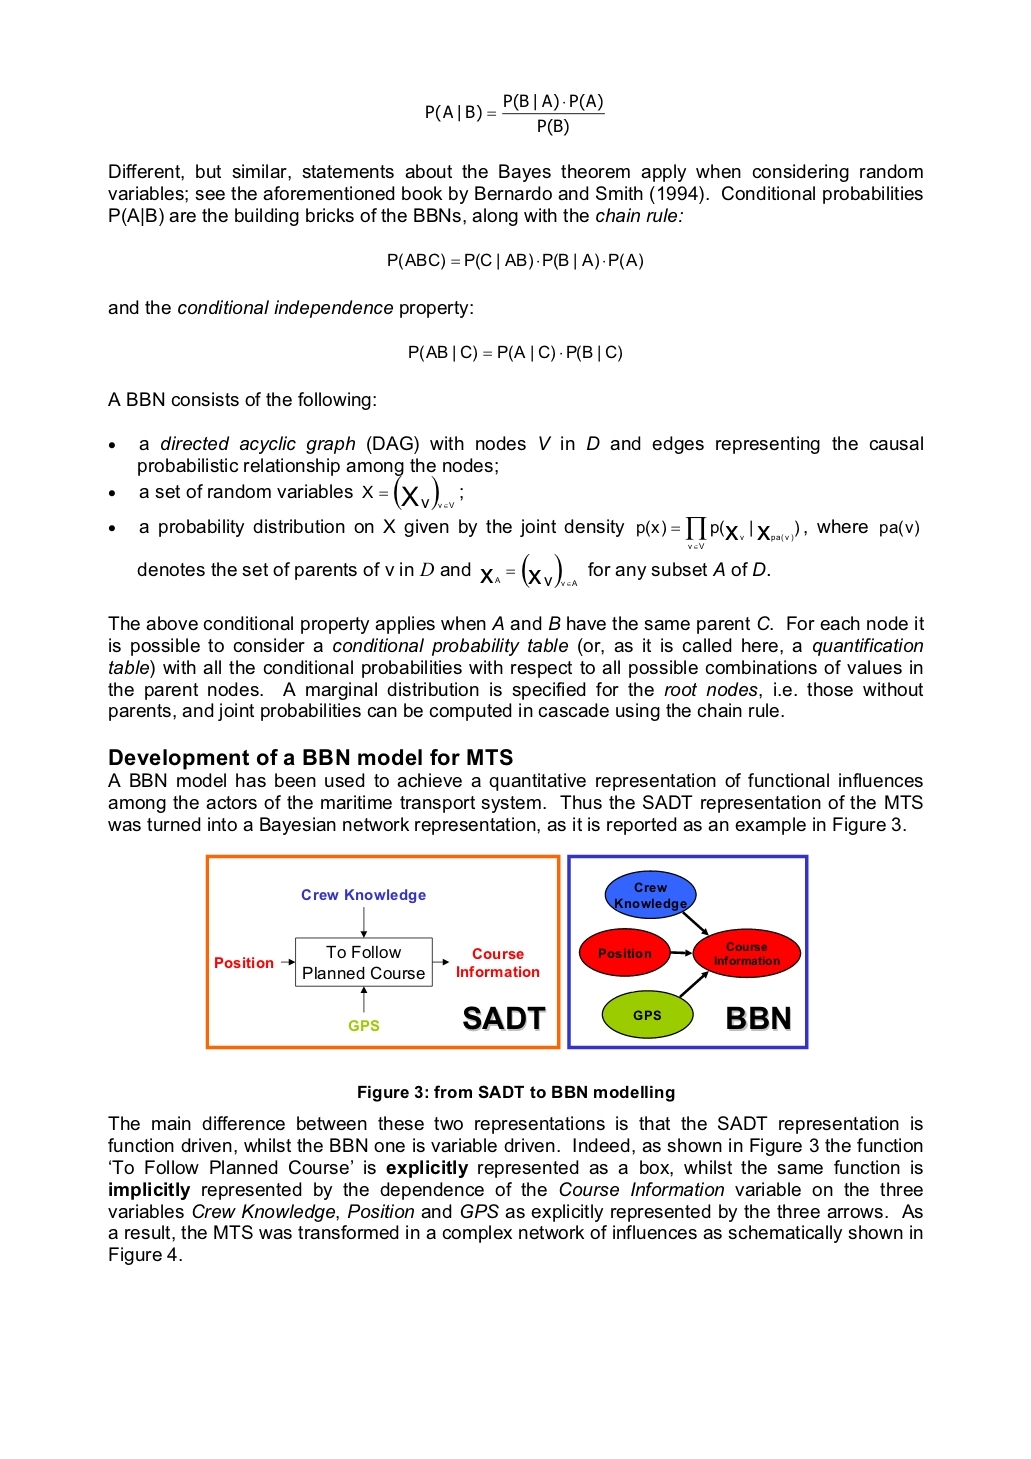 P(A | B) = P(B | A) · P(A) / P(B)
Different, but similar, statements about the Bayes theorem apply when considering random
variables; see the aforementioned book by Bernardo and Smith (1994). Conditional probabilities
P(A|B) are the building bricks of the BBNs, along with the chain rule:
P(ABC) = P(C | AB) · P(B | A) · P(A)
and the conditional independence property:
P(AB | C) = P(A | C) · P(B | C)
A BBN consists of the following:
• a directed acyclic graph (DAG) with nodes V in D and edges representing the causal
probabilistic relationship among the nodes;
• a set of random variables X = (X_v)_{v∈V} ;
• a probability distribution on X given by the joint density p(x) = ∏_{v∈V} p(x_v | x_{pa(v)}) , where pa(v)
denotes the set of parents of v in D and x_A = (x_v)_{v∈A} for any subset A of D.
The above conditional property applies when A and B have the same parent C. For each node it
is possible to consider a conditional probability table (or, as it is called here, a quantification
table) with all the conditional probabilities with respect to all possible combinations of values in
the parent nodes. A marginal distribution is specified for the root nodes, i.e. those without
parents, and joint probabilities can be computed in cascade using the chain rule.
Development of a BBN model for MTS
A BBN model has been used to achieve a quantitative representation of functional influences
among the actors of the maritime transport system. Thus the SADT representation of the MTS
was turned into a Bayesian network representation, as it is reported as an example in Figure 3.
Crew Knowledge
Position
To Follow
Planned Course
Course
Information
GPS
SADT
Crew
Knowledge
Position
Course
Information
GPS
BBN
Figure 3: from SADT to BBN modelling
The main difference between these two representations is that the SADT representation is
function driven, whilst the BBN one is variable driven. Indeed, as shown in Figure 3 the function
‘To Follow Planned Course’ is explicitly represented as a box, whilst the same function is
implicitly represented by the dependence of the Course Information variable on the three
variables Crew Knowledge, Position and GPS as explicitly represented by the three arrows. As
a result, the MTS was transformed in a complex network of influences as schematically shown in
Figure 4.